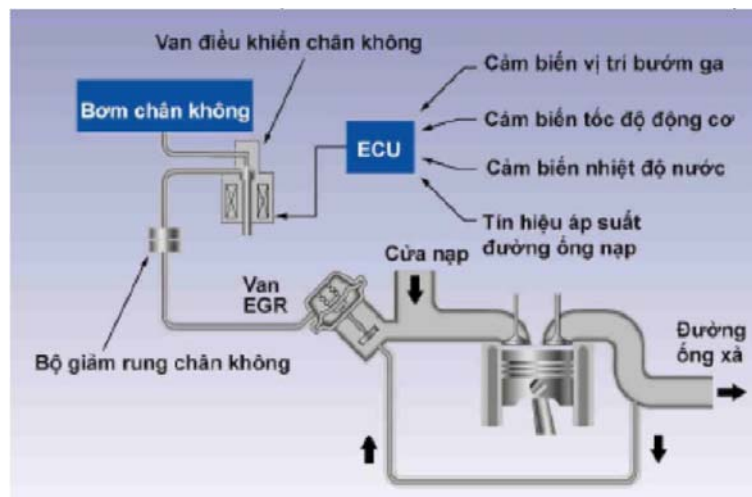 Van điều khiển chân không
Bơm chân không
ECU
Cảm biến vị trí bướm ga
Cảm biến tốc độ động cơ
Cảm biến nhiệt độ nước
Tín hiệu áp suất
đường ống nạp
Cửa nạp
Van
EGR
Bộ giảm rung chân không
Đường
ống xả